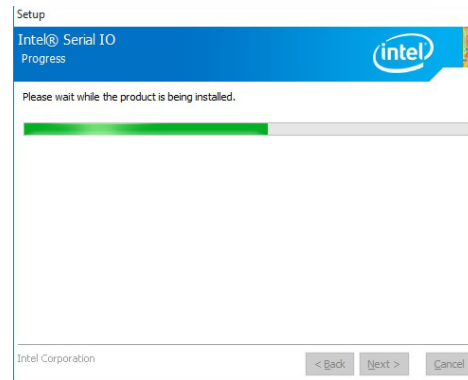 Setup
Intel® Serial IO
Progress
intel
Please wait while the product is being installed.
Intel Corporation
< Back Next > Cancel